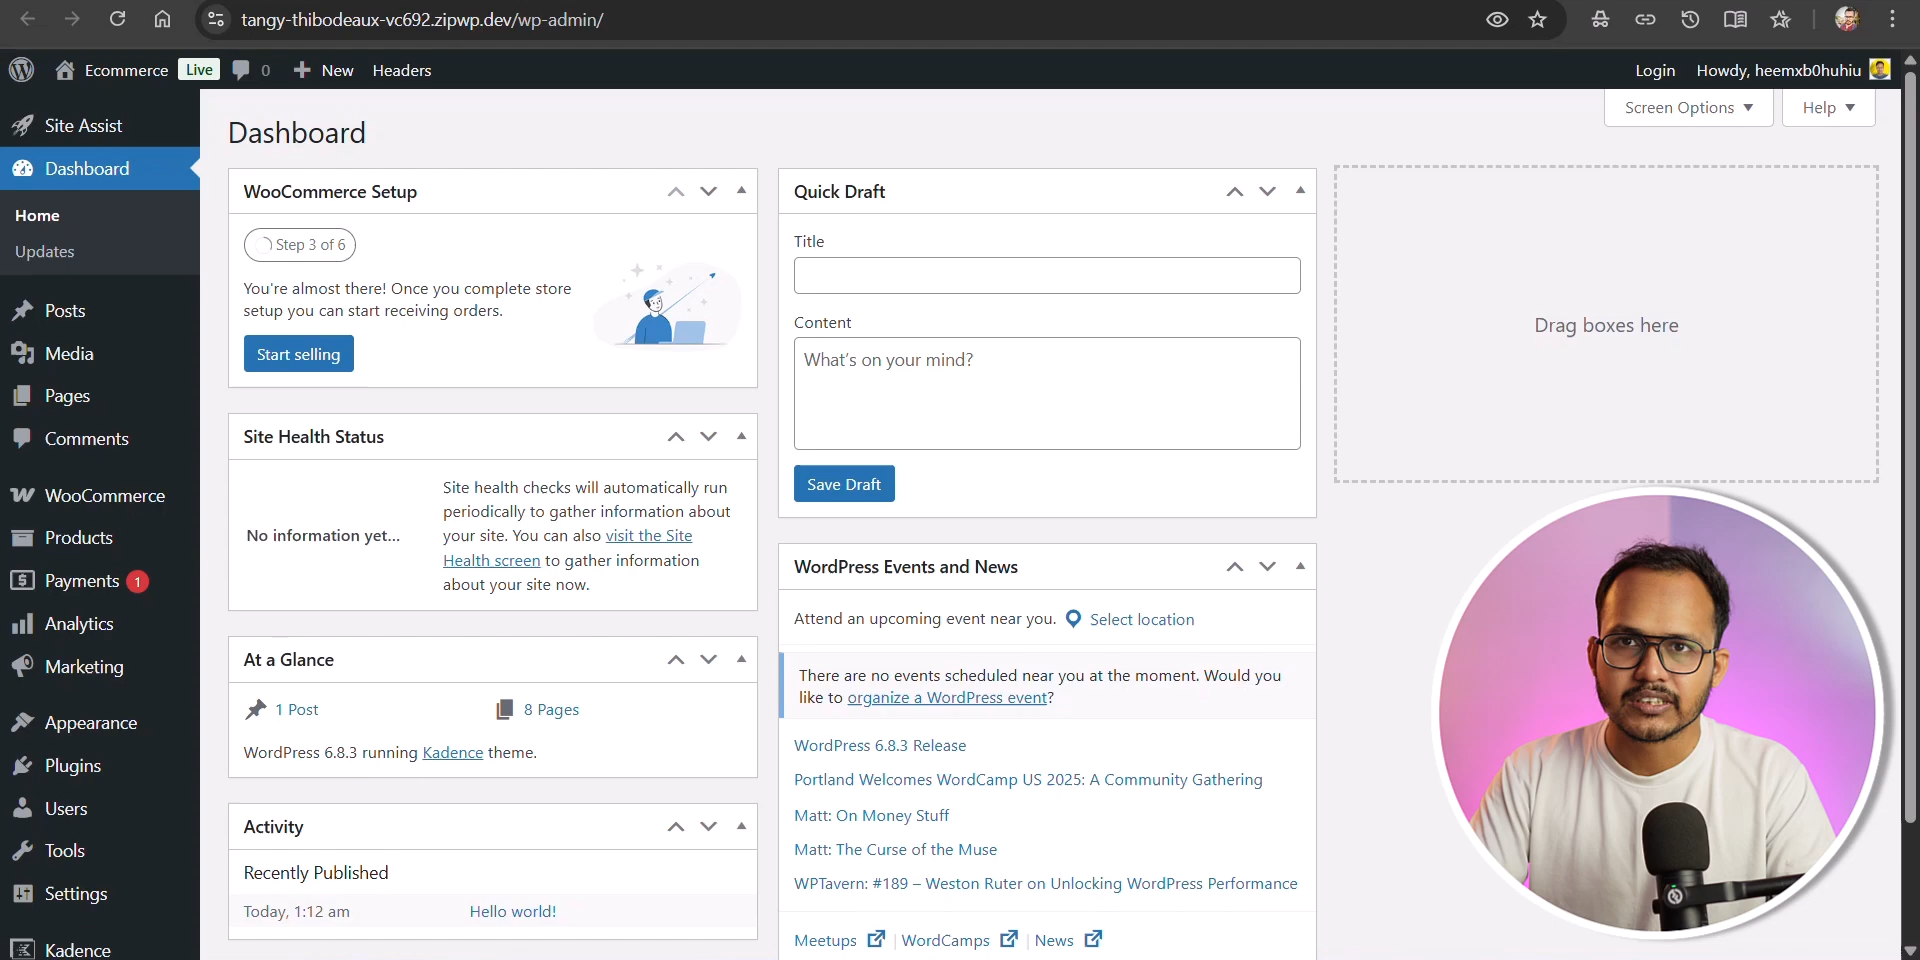 tangy-thibodeaux-vc692.zipwp.dev/wp-admin/
Ecommerce Live 0 New Headers Login Howdy, heemxb0huhiu
Screen Options Help
Site Assist
Dashboard
Home
Updates
Posts
Media
Pages
Comments
WooCommerce
Products
Payments 1
Analytics
Marketing
Appearance
Plugins
Users
Tools
Settings
Kadence
Dashboard
WooCommerce Setup
Step 3 of 6
You're almost there! Once you complete store
setup you can start receiving orders.
Start selling
Site Health Status
No information yet...
Site health checks will automatically run
periodically to gather information about
your site. You can also visit the Site
Health screen to gather information
about your site now.
At a Glance
1 Post 8 Pages
WordPress 6.8.3 running Kadence theme.
Activity
Recently Published
Today, 1:12 am Hello world!
Quick Draft
Title
Content
What's on your mind?
Save Draft
WordPress Events and News
Attend an upcoming event near you. Select location
There are no events scheduled near you at the moment. Would you
like to organize a WordPress event?
WordPress 6.8.3 Release
Portland Welcomes WordCamp US 2025: A Community Gathering
Matt: On Money Stuff
Matt: The Curse of the Muse
WPTavern: #189 – Weston Ruter on Unlocking WordPress Performance
Meetups | WordCamps | News
Drag boxes here